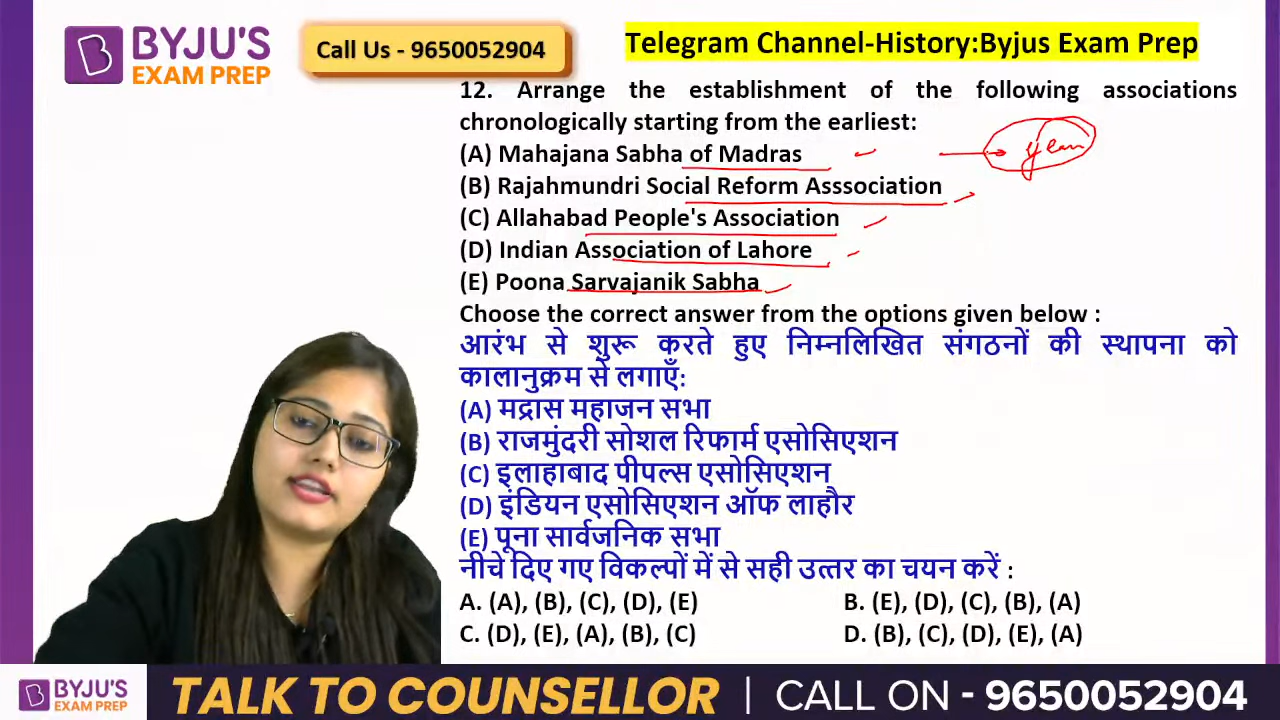 BYJU'S
EXAM PREP
Call Us - 9650052904
Telegram Channel-History:Byjus Exam Prep
12. Arrange the establishment of the following associations
chronologically starting from the earliest:
(A) Mahajana Sabha of Madras
year
(B) Rajahmundri Social Reform Asssociation
(C) Allahabad People's Association
(D) Indian Association of Lahore
(E) Poona Sarvajanik Sabha
Choose the correct answer from the options given below :
आरंभ से शुरू करते हुए निम्नलिखित संगठनों की स्थापना को
कालानुक्रम से लगाएँ:
(A) मद्रास महाजन सभा
(B) राजमुंदरी सोशल रिफार्म एसोसिएशन
(C) इलाहाबाद पीपल्स एसोसिएशन
(D) इंडियन एसोसिएशन ऑफ लाहौर
(E) पूना सार्वजनिक सभा
नीचे दिए गए विकल्पों में से सही उत्तर का चयन करें :
A. (A), (B), (C), (D), (E)
B. (E), (D), (C), (B), (A)
C. (D), (E), (A), (B), (C)
D. (B), (C), (D), (E), (A)
BYJU'S
EXAM PREP
TALK TO COUNSELLOR | CALL ON - 9650052904